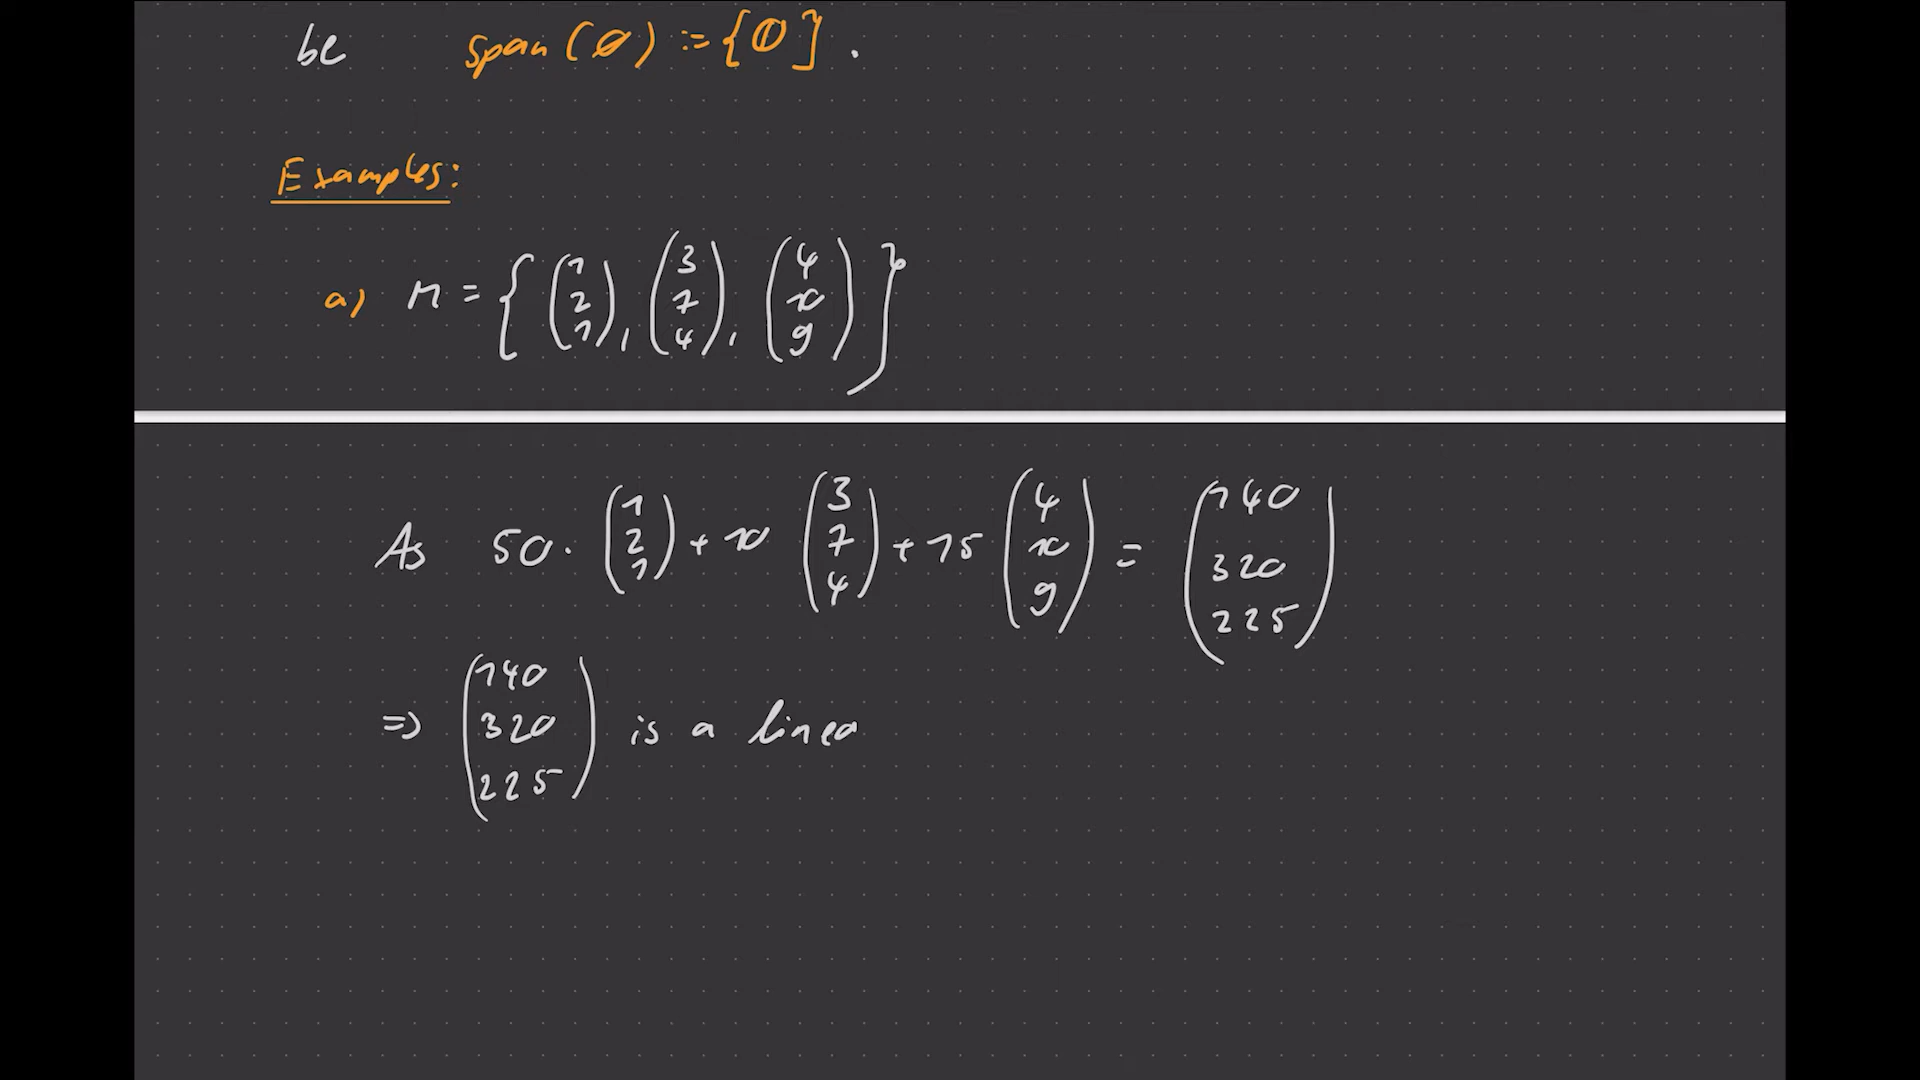 be span(∅) := {𝟘}.
Examples:
a) M = { (1 2 1), (3 7 4), (4 10 9) }
As 50 · (1 2 1) + 10 (3 7 4) + 15 (4 10 9) = (140 320 225)
=> (140 320 225) is a linea